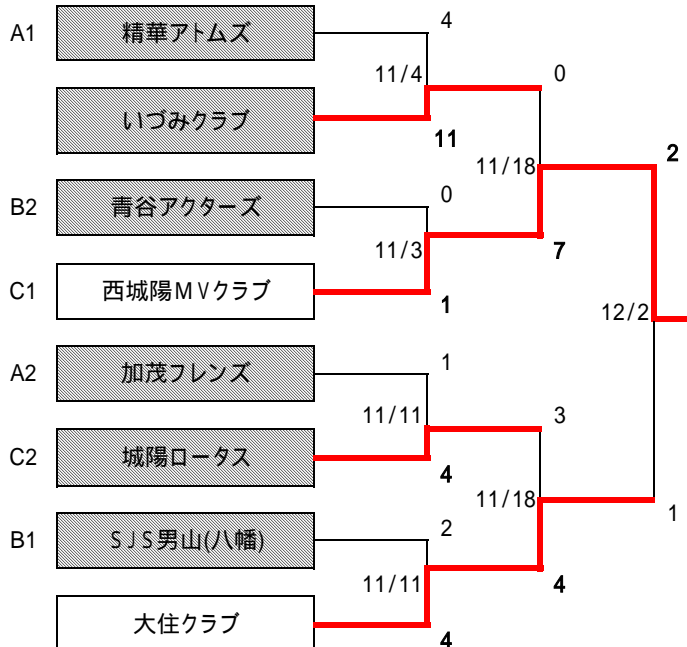 A1 精華アトムズ 4
11/4 0
いづみクラブ 11
11/18 2
B2 青谷アクターズ 0
11/3 7
C1 西城陽MVクラブ 1
12/2
A2 加茂フレンズ 1
11/11 3
C2 城陽ロータス 4
11/18 1
B1 SJS男山(八幡) 2
11/11 4
大住クラブ 4